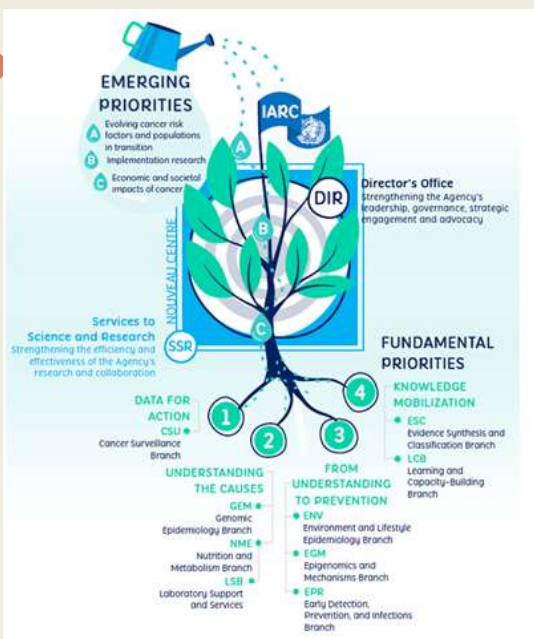 EMERGING
PRIORITIES
A
Evolving cancer risk
factors and populations
in transition
B
Implementation research
C
Economic and societal
impacts of cancer
IARC
A
DIR
Director's Office
Strengthening the Agency's
leadership, governance, strategic
engagement and advocacy
B
NOUVEAU CENTRE
C
Services to
Science and Research
Strengthening the efficiency and
effectiveness of the Agency's
research and collaboration
SSR
FUNDAMENTAL
PRIORITIES
1
2
3
4
DATA FOR
ACTION
CSU
Cancer Surveillance
Branch
UNDERSTANDING
THE CAUSES
GEM
Genomic
Epidemiology Branch
NME
Nutrition and
Metabolism Branch
LSB
Laboratory Support
and Services
FROM
UNDERSTANDING
TO PREVENTION
ENV
Environment and Lifestyle
Epidemiology Branch
EGM
Epigenomics and
Mechanisms Branch
EPR
Early Detection,
Prevention, and Infections
Branch
KNOWLEDGE
MOBILIZATION
ESC
Evidence Synthesis and
Classification Branch
LCB
Learning and
Capacity-Building
Branch